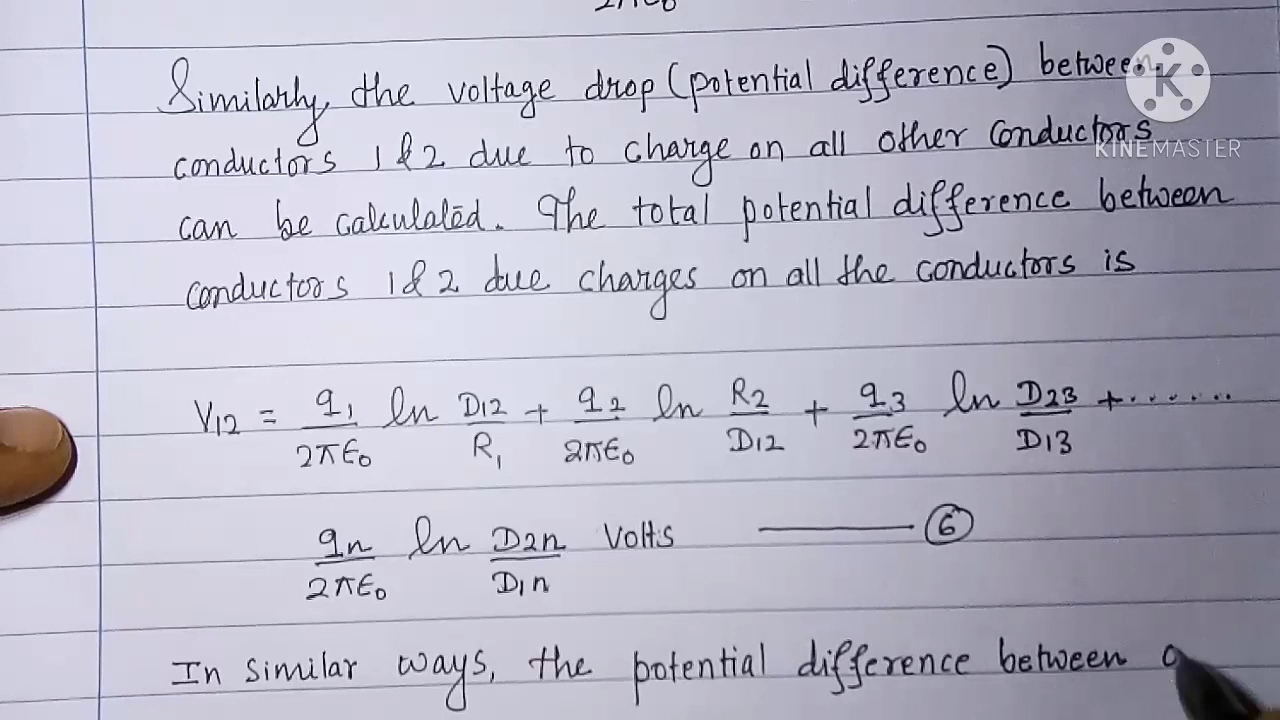 Similarly, the voltage drop (potential difference) between
conductors 1 & 2 due to charge on all other conductors
can be calculated. The total potential difference between
conductors 1 & 2 due charges on all the conductors is
V12 = q1/2πϵ0 ln D12/R1 + q2/2πϵ0 ln R2/D12 + q3/2πϵ0 ln D23/D13 + .......
qn/2πϵ0 ln D2n/D1n Volts ——— 6
In similar ways, the potential difference between
K
KINEMASTER